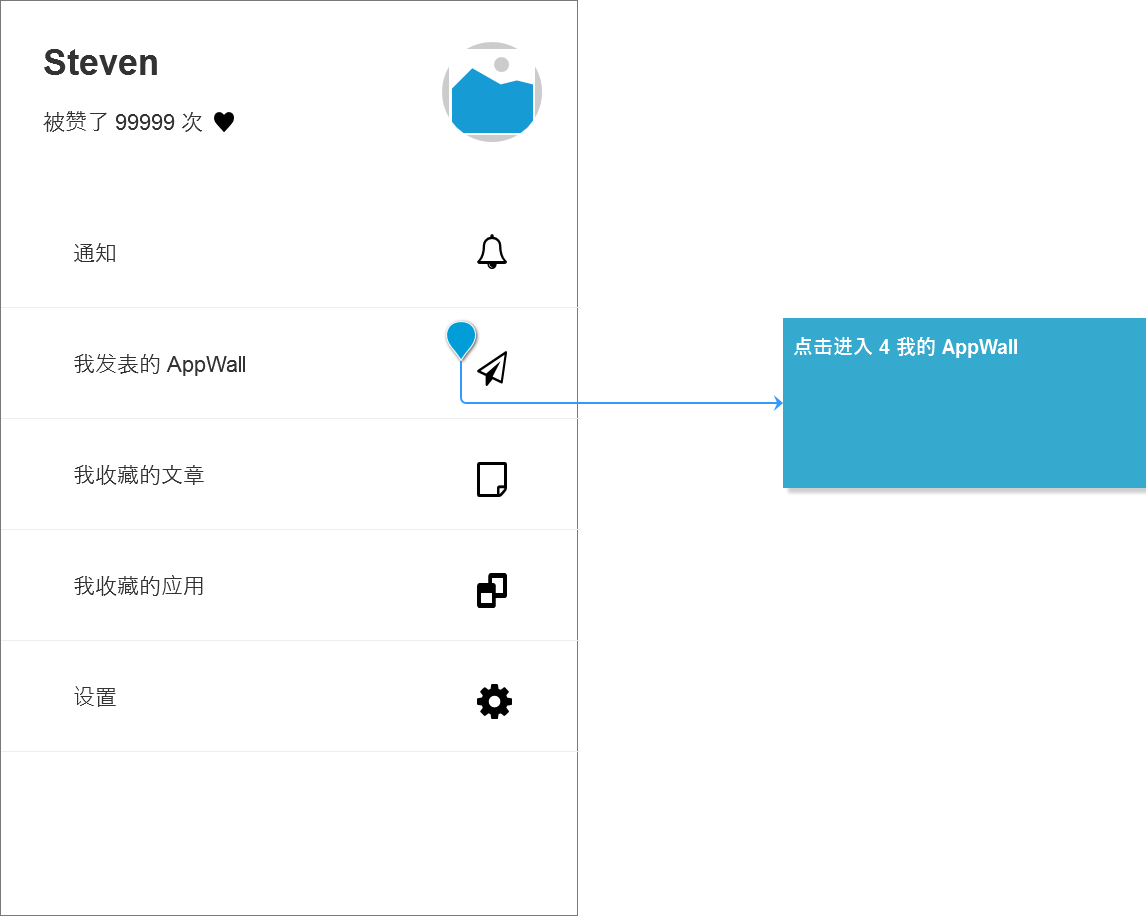 Steven
被赞了 99999 次
通知
我发表的 AppWall
点击进入 4 我的 AppWall
我收藏的文章
我收藏的应用
设置